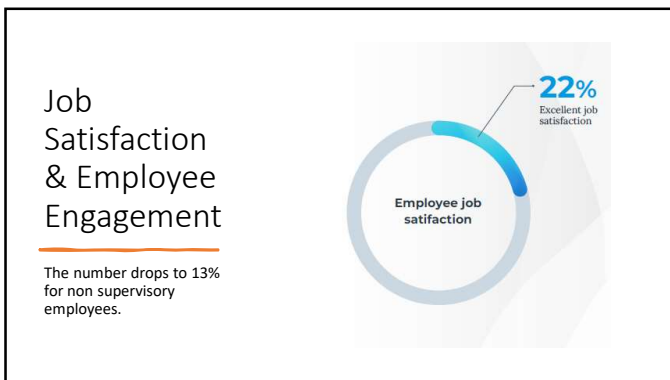 Job
Satisfaction
& Employee
Engagement
The number drops to 13%
for non supervisory
employees.
22%
Excellent job
satisfaction
Employee job
satifaction